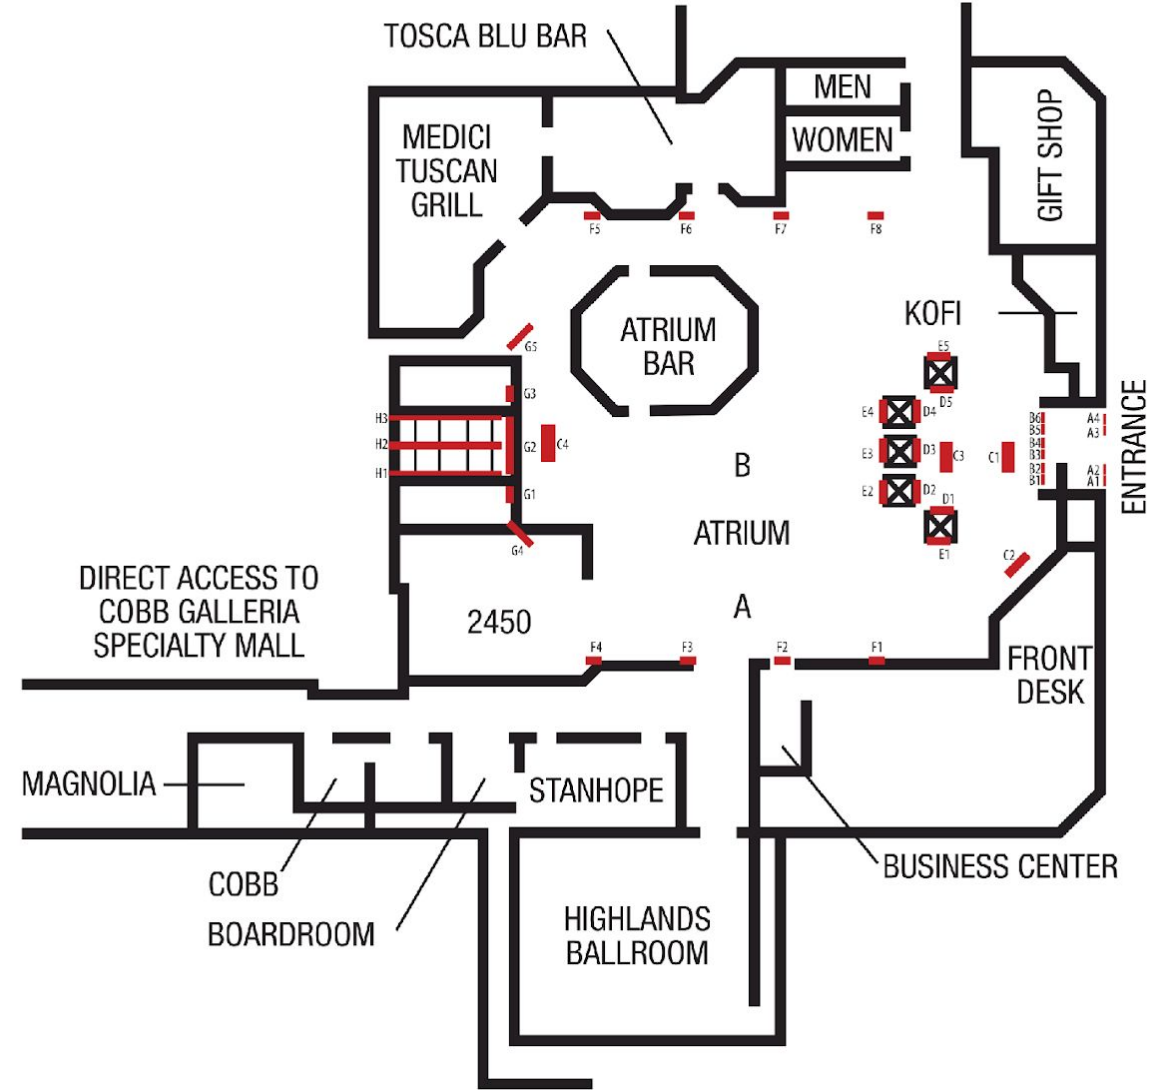 TOSCA BLU BAR
MEN
WOMEN
MEDICI
TUSCAN
GRILL
GIFT SHOP
F5
F6
F7
F8
KOFI
ATRIUM
BAR
G5
E5
D5
G3
E4
D4
H3
H2
H1
G2
C4
E3
D3
C3
C1
B6
B5
B4
B3
B2
B1
A4
A3
A2
A1
ENTRANCE
B
G1
E2
D2
D1
E1
G4
C2
ATRIUM
DIRECT ACCESS TO
COBB GALLERIA
SPECIALTY MALL
2450
A
F4
F3
F2
F1
FRONT
DESK
MAGNOLIA
STANHOPE
COBB
BOARDROOM
BUSINESS CENTER
HIGHLANDS
BALLROOM